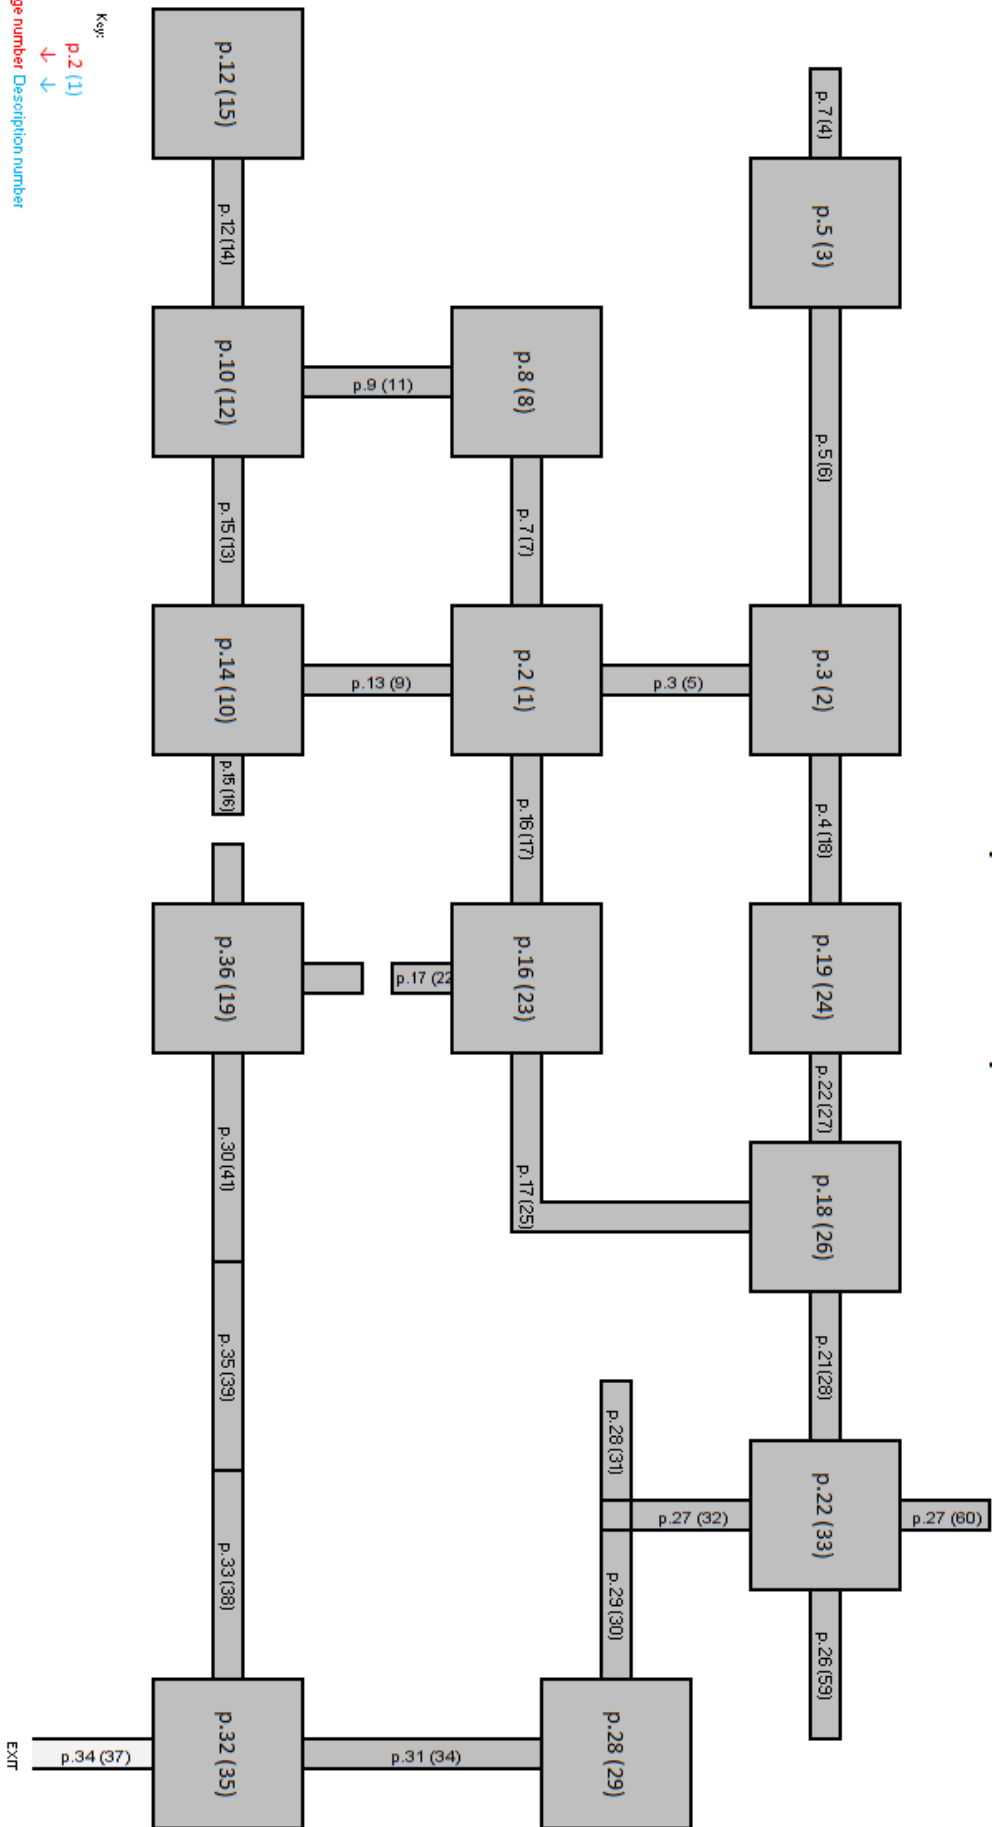 p.27 (60)
p.7 (4)
p.5 (3)
p.5 (6)
p.3 (2)
p.4 (18)
p.19 (24)
p.22 (27)
p.18 (26)
p.21 (28)
p.22 (33)
p.26 (59)
p.3 (5)
p.27 (32)
p.28 (31)
p.29 (30)
p.28 (29)
p.8 (8)
p.7 (7)
p.2 (1)
p.16 (17)
p.16 (23)
p.17 (25)
p.9 (11)
p.13 (9)
p.17 (22
p.31 (34)
p.12 (15)
p.12 (14)
p.10 (12)
p.15 (13)
p.14 (10)
p.15 (16)
p.36 (19)
p.30 (41)
p.35 (39)
p.33 (38)
p.32 (35)
p.34 (37)
Key:
p.2 (1)
↓ ↓
ge number Description number
EXIT